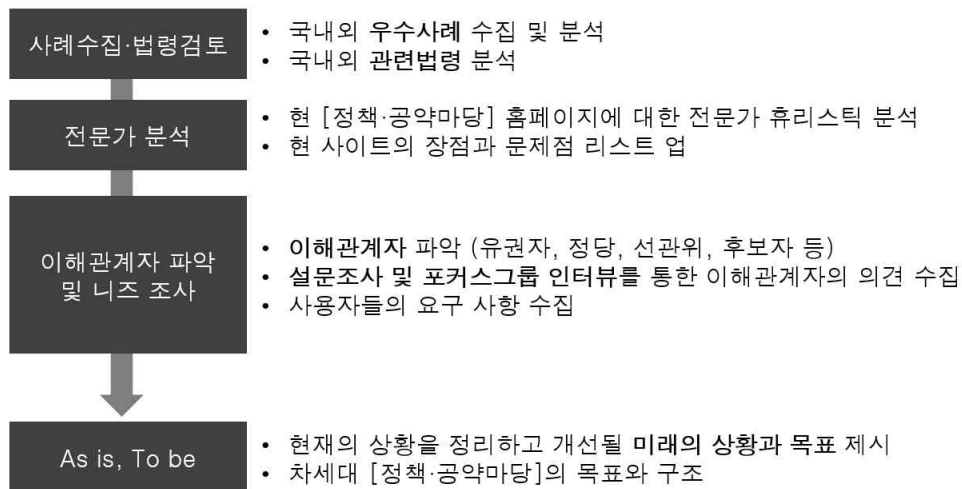 사례수집·법령검토
• 국내외 우수사례 수집 및 분석
• 국내외 관련법령 분석
전문가 분석
• 현 [정책·공약마당] 홈페이지에 대한 전문가 휴리스틱 분석
• 현 사이트의 장점과 문제점 리스트 업
이해관계자 파악
및 니즈 조사
• 이해관계자 파악 (유권자, 정당, 선관위, 후보자 등)
• 설문조사 및 포커스그룹 인터뷰를 통한 이해관계자의 의견 수집
• 사용자들의 요구 사항 수집
As is, To be
• 현재의 상황을 정리하고 개선될 미래의 상황과 목표 제시
• 차세대 [정책·공약마당]의 목표와 구조